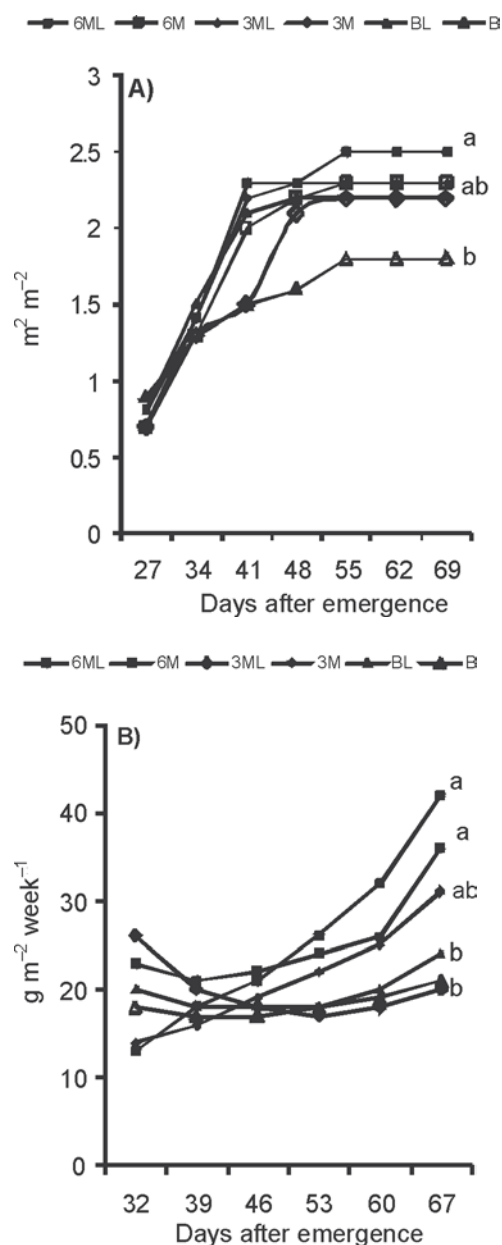 6ML 6M 3ML 3M BL B
A)
3
2.5
2
1.5
1
0.5
0
m² m⁻²
a
ab
b
27 34 41 48 55 62 69
Days after emergence
6ML 6M 3ML 3M BL B
B)
50
40
30
20
10
0
g m⁻² week⁻¹
a
a
ab
b
b
32 39 46 53 60 67
Days after emergence